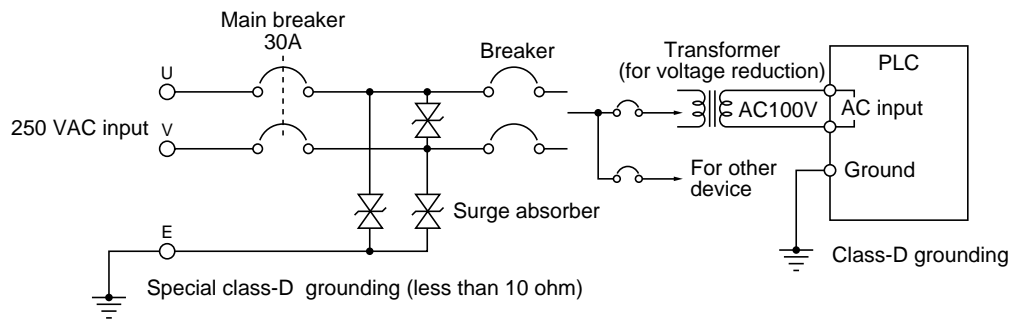 Main breaker
30A
U
250 VAC input
V
E
Breaker
Surge absorber
Special class-D grounding (less than 10 ohm)
Transformer
(for voltage reduction)
AC100V
For other
device
PLC
AC input
Ground
Class-D grounding